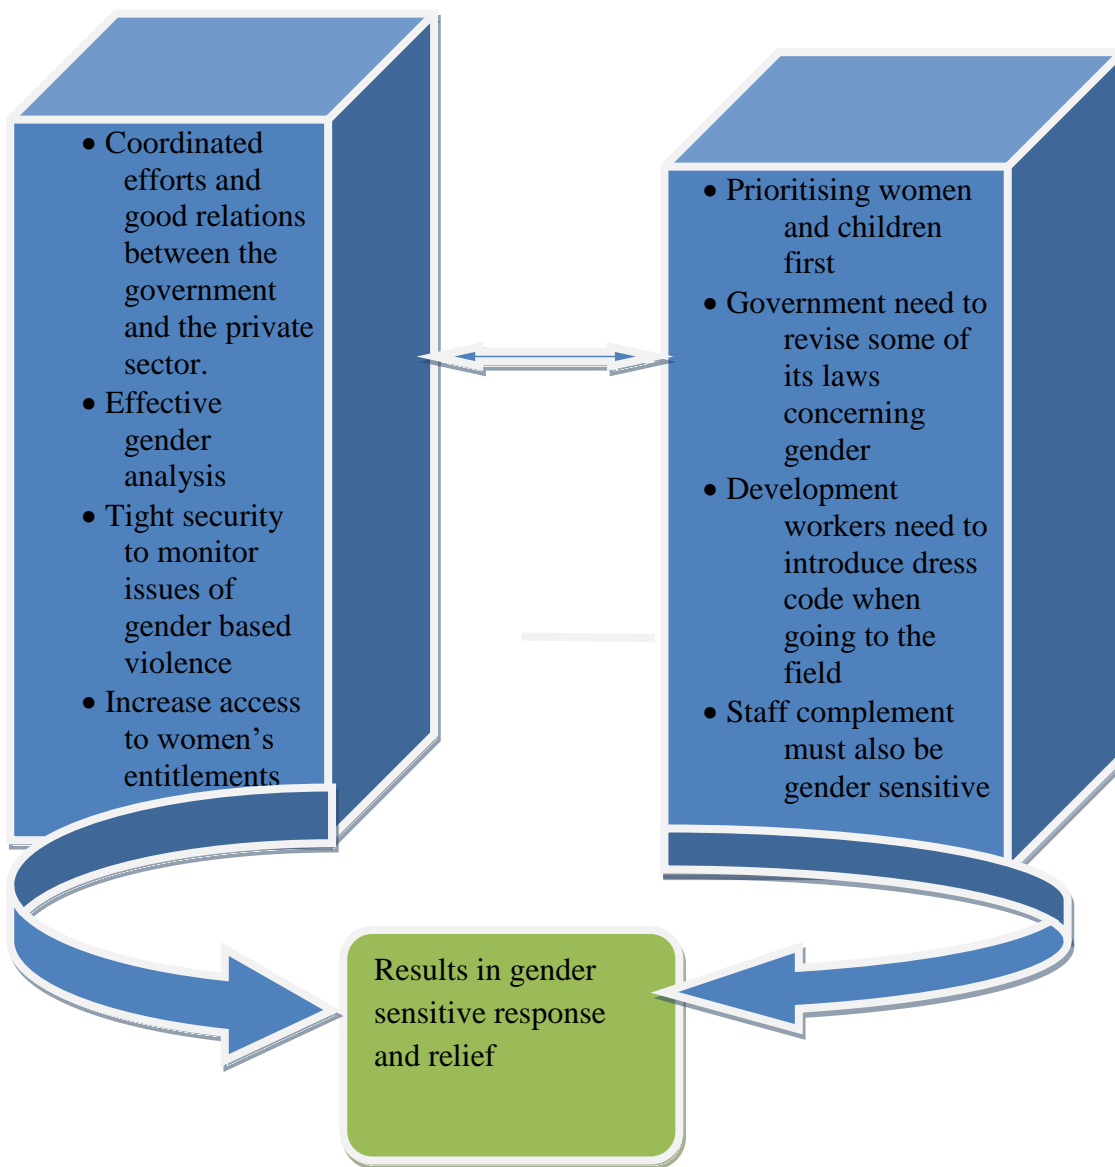 • Coordinated
efforts and
good relations
between the
government
and the private
sector.
• Effective
gender
analysis
• Tight security
to monitor
issues of
gender based
violence
• Increase access
to women’s
entitlements
• Prioritising women
and children
first
• Government need to
revise some of
its laws
concerning
gender
• Development
workers need to
introduce dress
code when
going to the
field
• Staff complement
must also be
gender sensitive
Results in gender
sensitive response
and relief